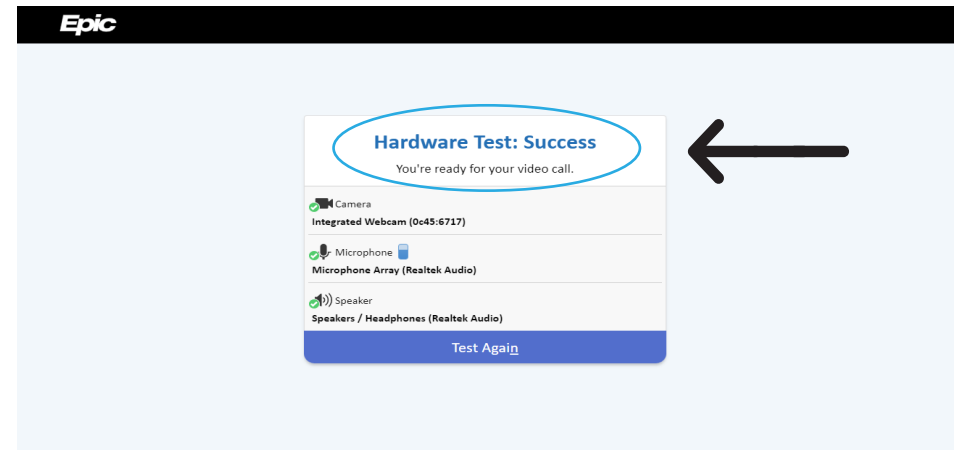 Epic
Hardware Test: Success
You're ready for your video call.
Camera
Integrated Webcam (0c45:6717)
Microphone
Microphone Array (Realtek Audio)
Speaker
Speakers / Headphones (Realtek Audio)
Test Again